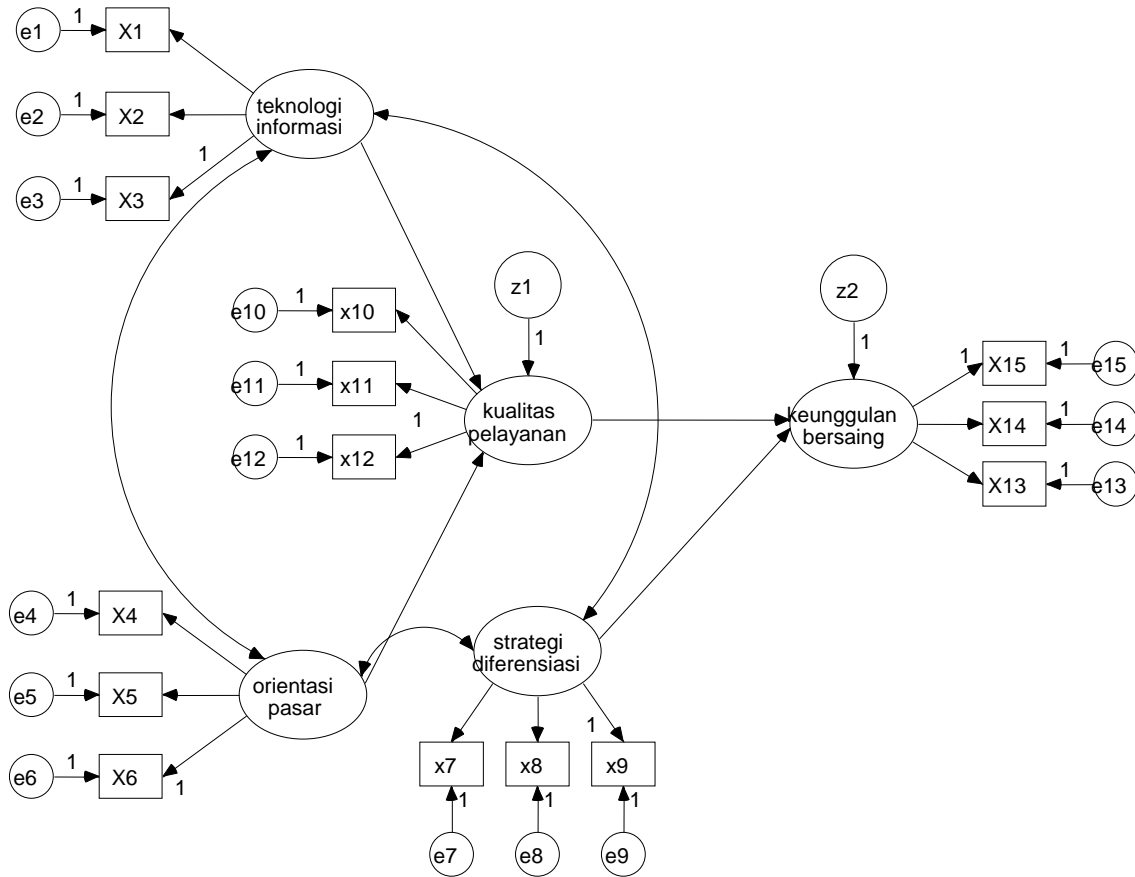 e1 1 X1
e2 1 X2
e3 1 X3
1
teknologi
informasi
e10 1 x10
e11 1 x11
e12 1 x12
1
z1
1
kualitas
pelayanan
z2
1
keunggulan
bersaing
1 X15 1 e15
X14 1 e14
X13 1 e13
e4 1 X4
e5 1 X5
e6 1 X6
1
orientasi
pasar
strategi
diferensiasi
1
x7 x8 x9
1 1 1
e7 e8 e9